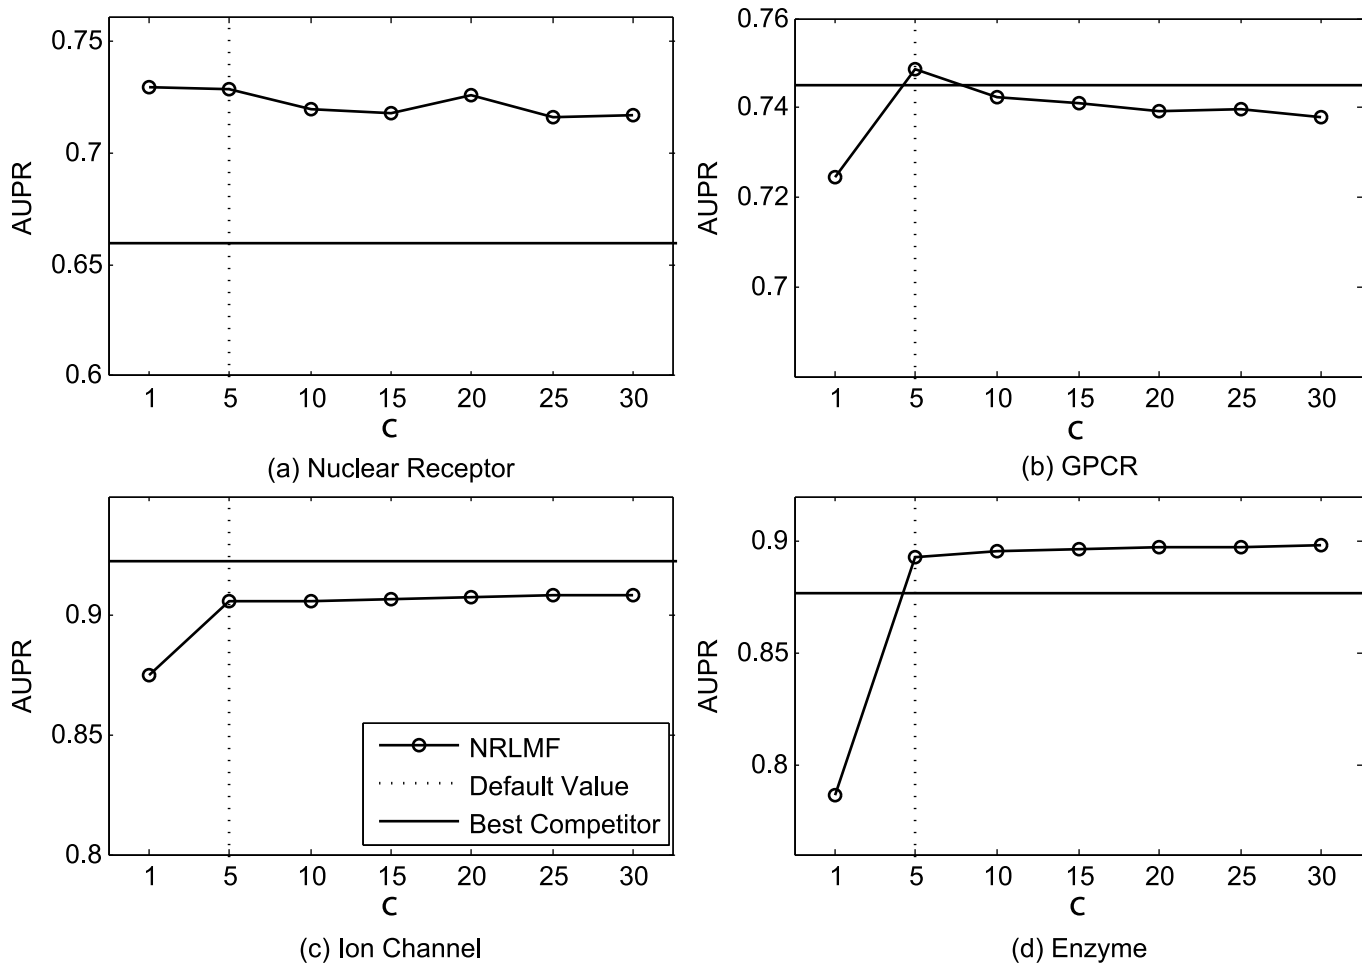 0.75
0.7
0.65
0.6
AUPR
1 5 10 15 20 25 30
c
(a) Nuclear Receptor
0.76
0.74
0.72
0.7
AUPR
1 5 10 15 20 25 30
c
(b) GPCR
0.9
0.85
0.8
AUPR
NRLMF
Default Value
Best Competitor
1 5 10 15 20 25 30
c
(c) Ion Channel
0.9
0.85
0.8
AUPR
1 5 10 15 20 25 30
c
(d) Enzyme